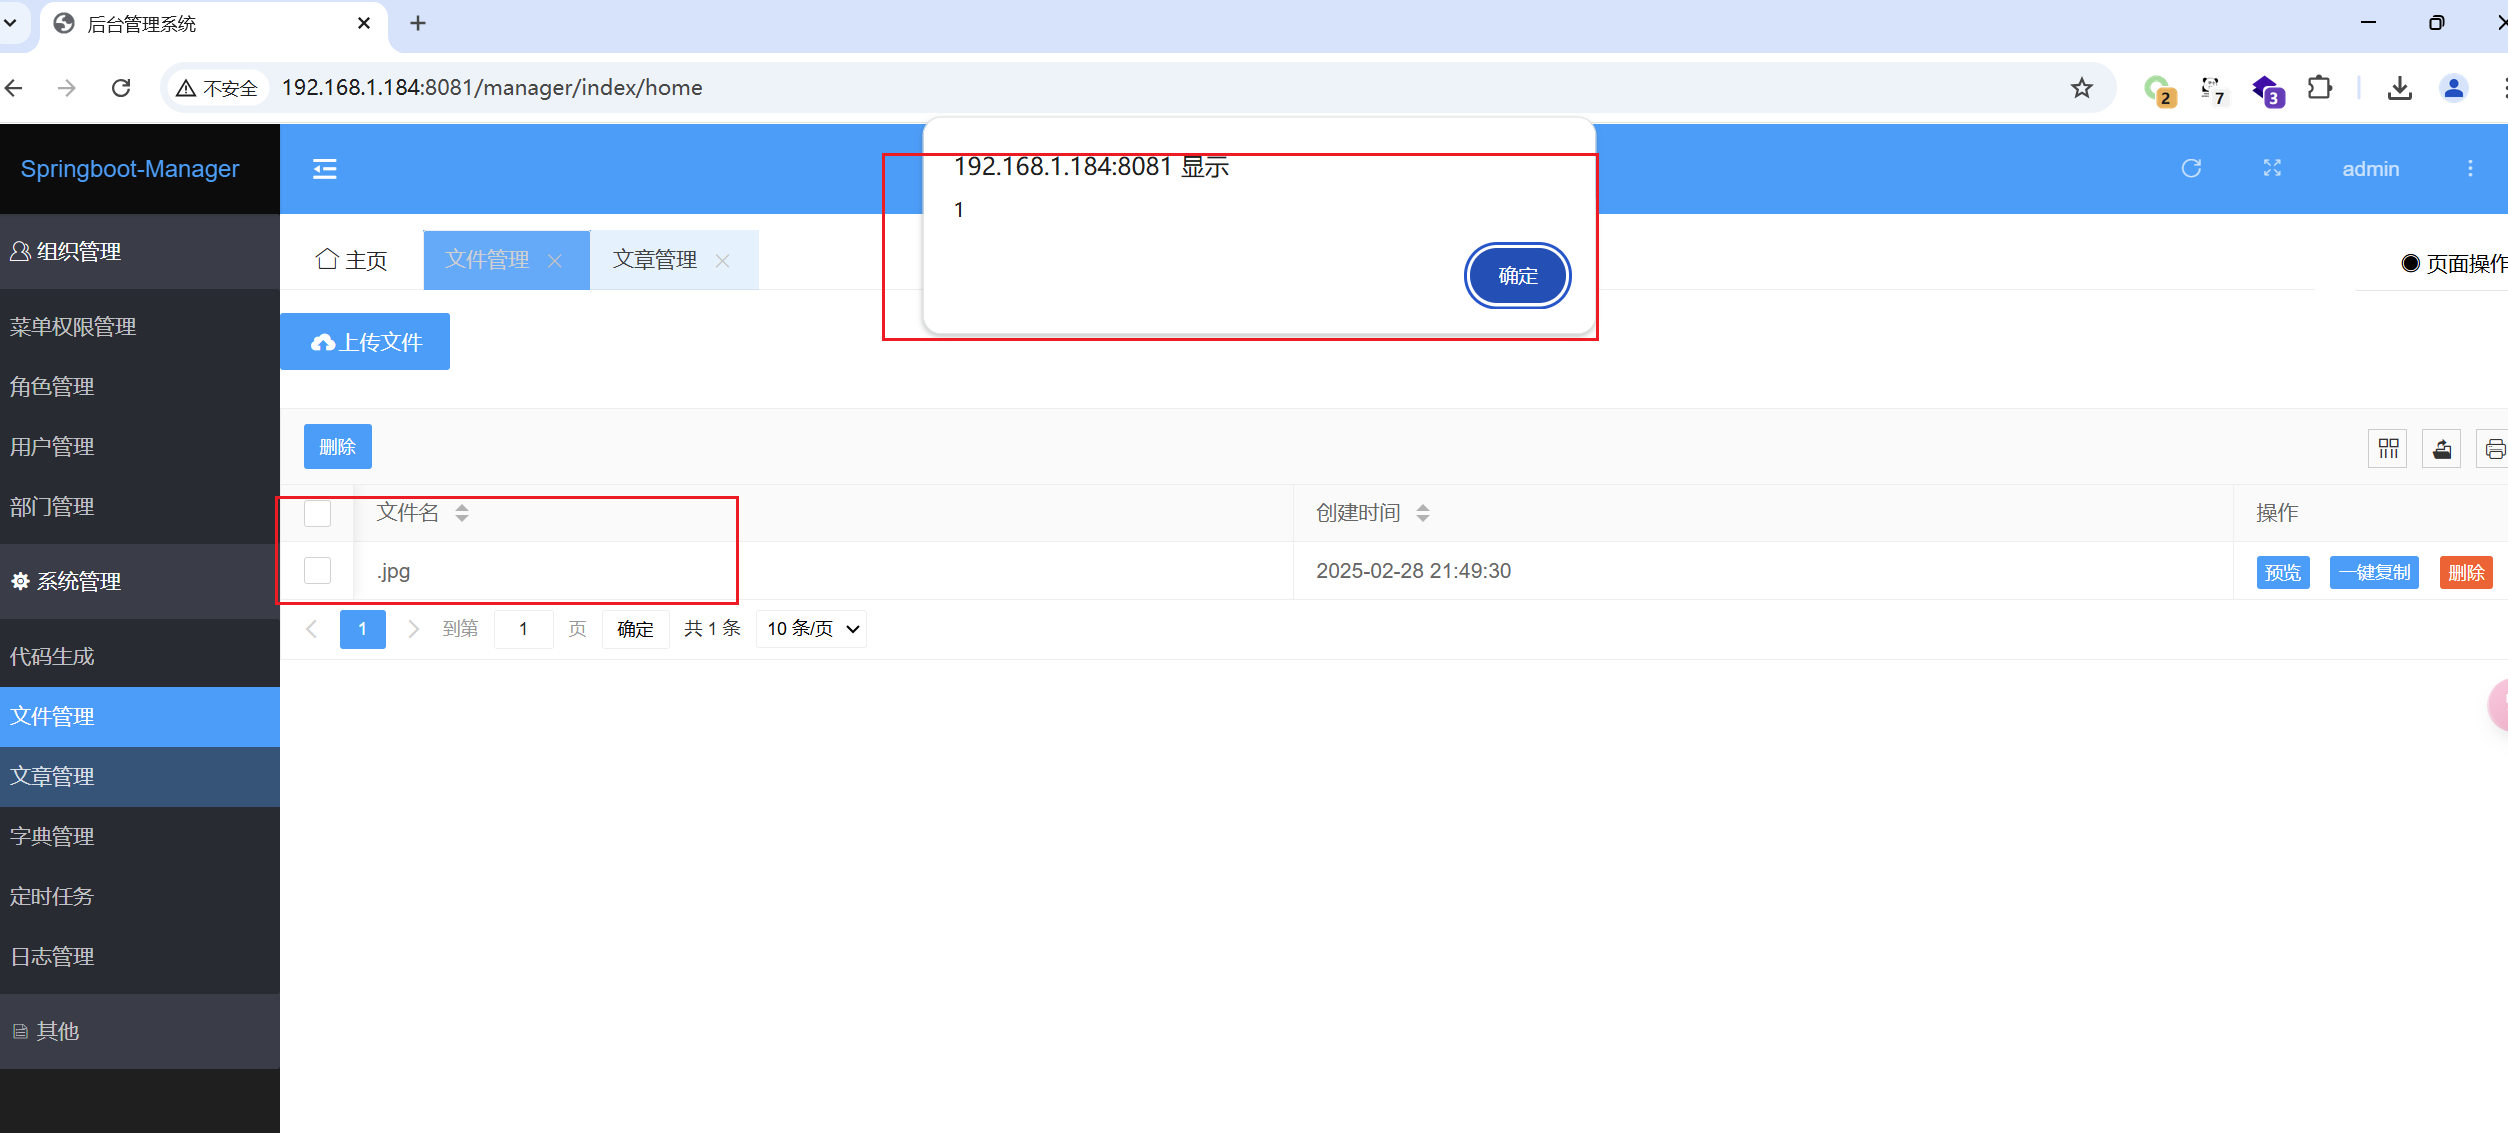 后台管理系统
不安全 192.168.1.184:8081/manager/index/home
2
7
3
Springboot-Manager
admin
192.168.1.184:8081 显示
1
确定
主页
文件管理
文章管理
页面操作
上传文件
删除
文件名
创建时间
操作
.jpg
2025-02-28 21:49:30
预览
一键复制
删除
1
到第
1
页
确定
共 1 条
10 条/页
组织管理
菜单权限管理
角色管理
用户管理
部门管理
系统管理
代码生成
文件管理
文章管理
字典管理
定时任务
日志管理
其他